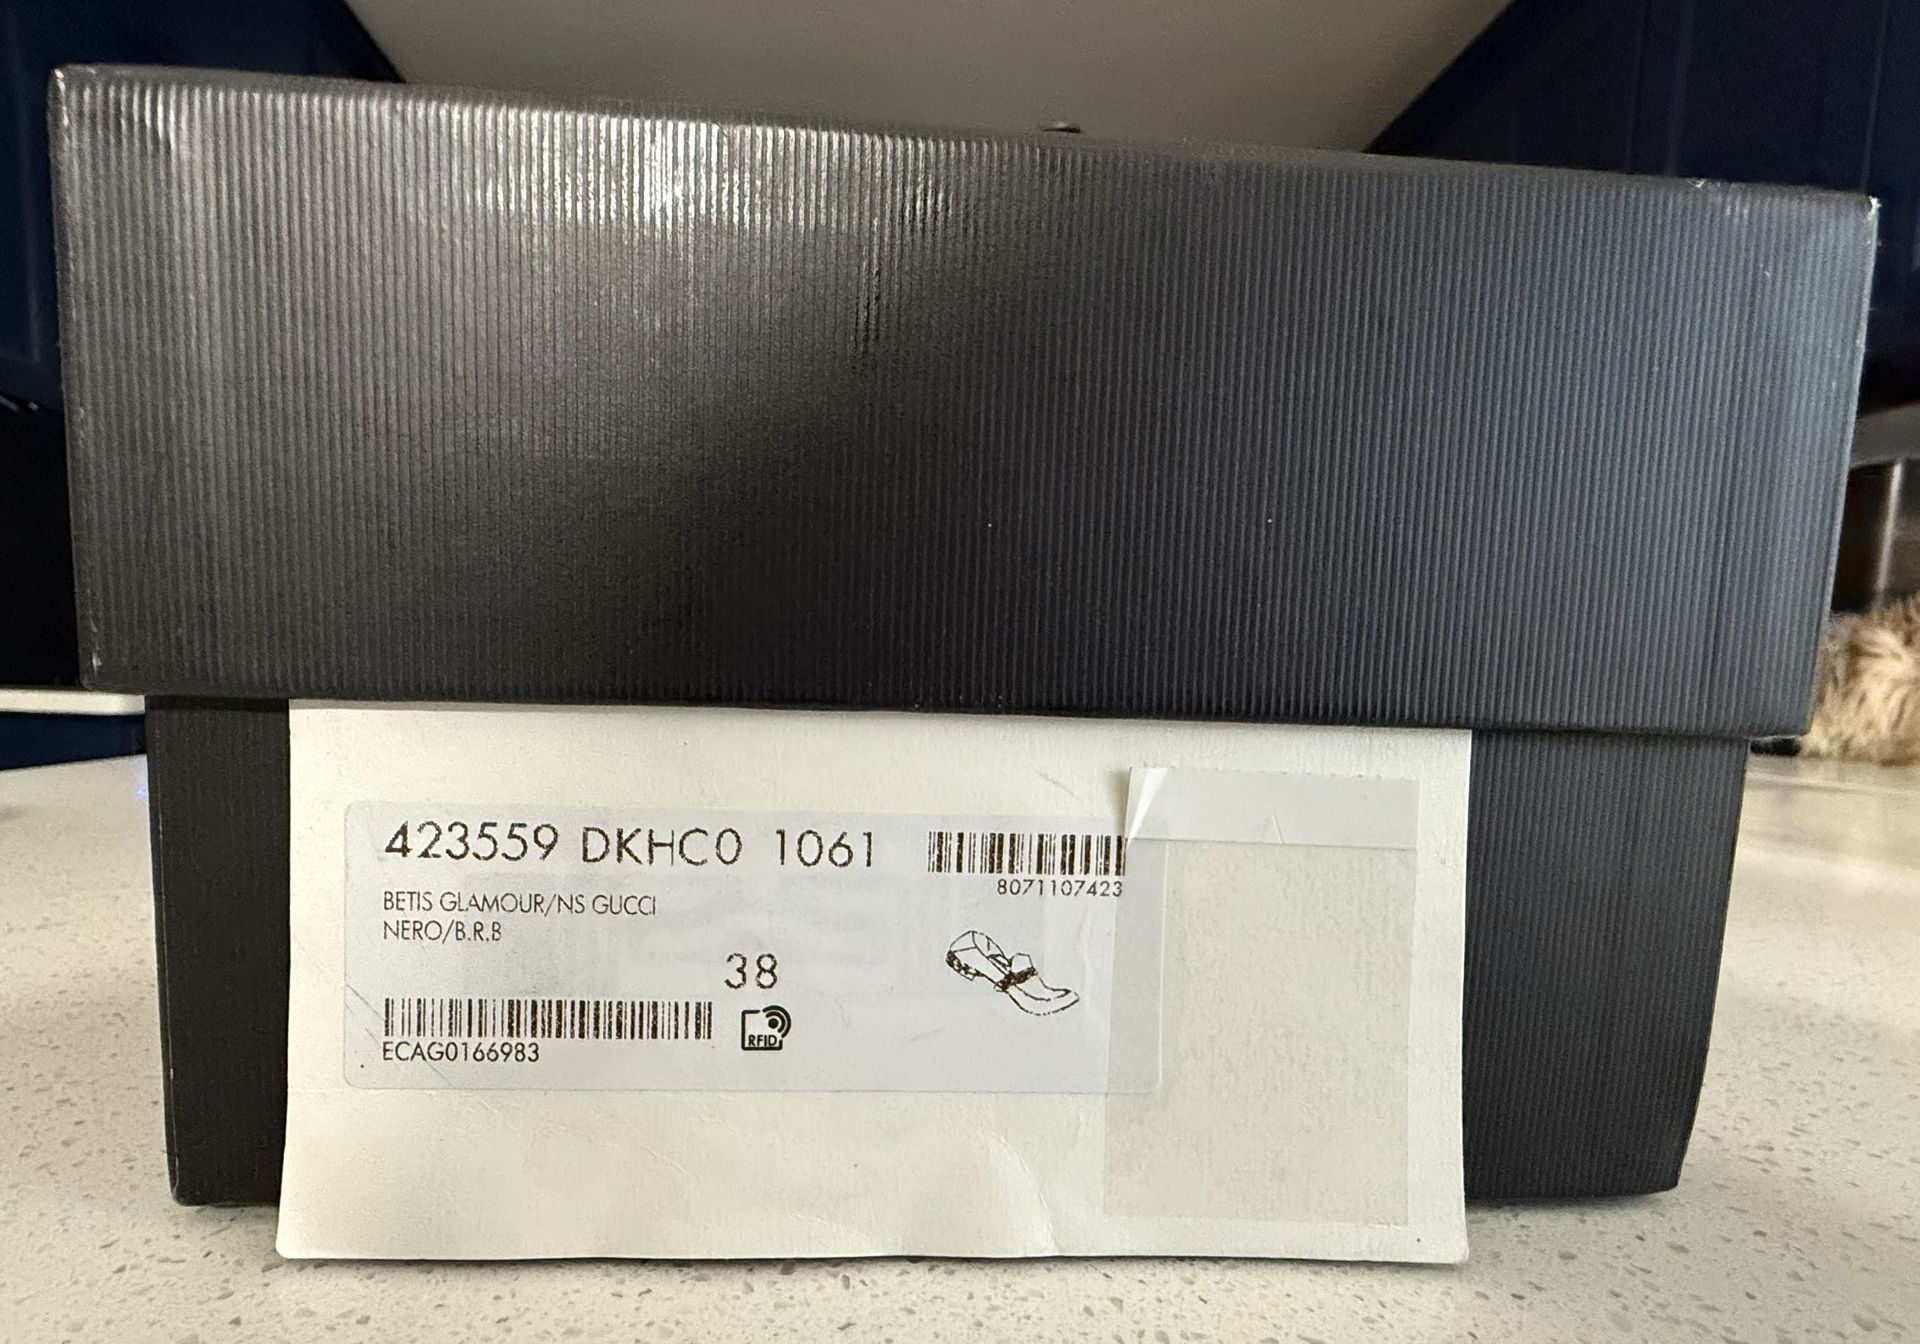 423559 DKHC0 1061
8071107423
BETIS GLAMOUR/NS GUCCI
NERO/B.R.B
38
ECAG0166983
RFID